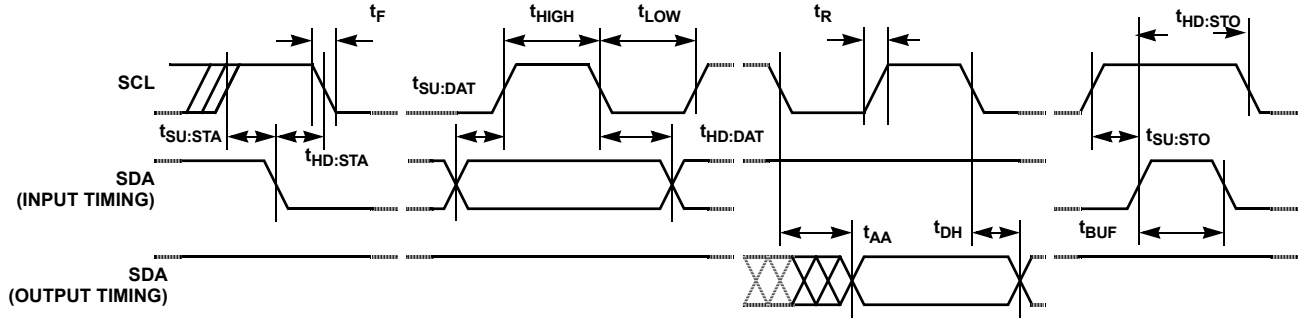 tF
tHIGH
tLOW
tR
tHD:STO
SCL
tSU:DAT
tSU:STA
tHD:STA
tHD:DAT
tSU:STO
SDA
(INPUT TIMING)
tAA
tDH
tBUF
SDA
(OUTPUT TIMING)